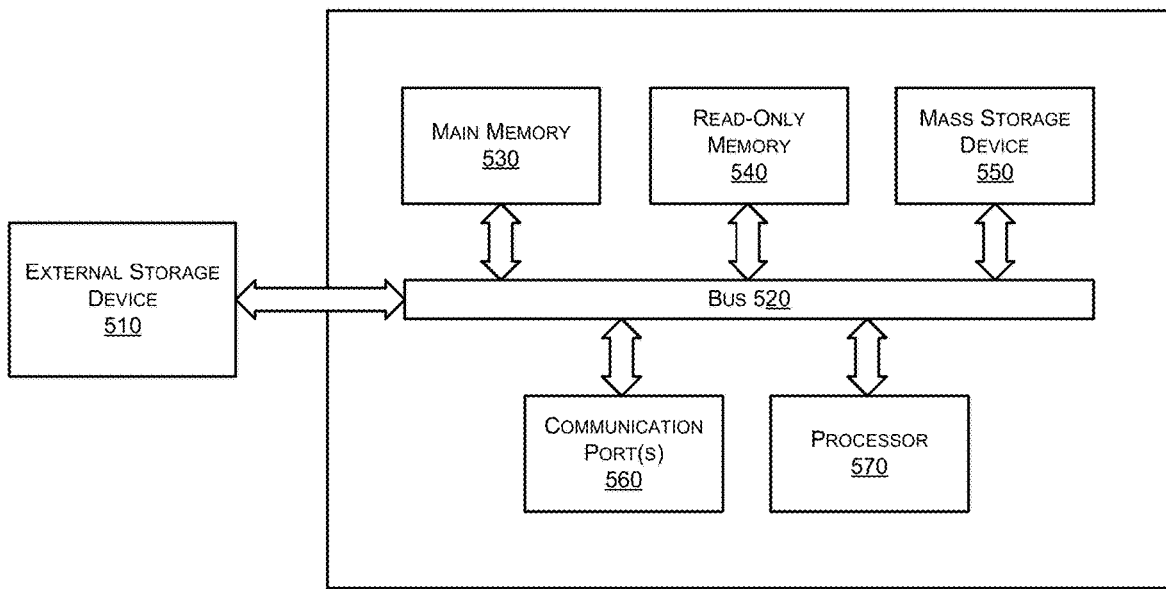 MAIN MEMORY
530
READ-ONLY
MEMORY
540
MASS STORAGE
DEVICE
550
EXTERNAL STORAGE
DEVICE
510
BUS 520
COMMUNICATION
PORT(S)
560
PROCESSOR
570